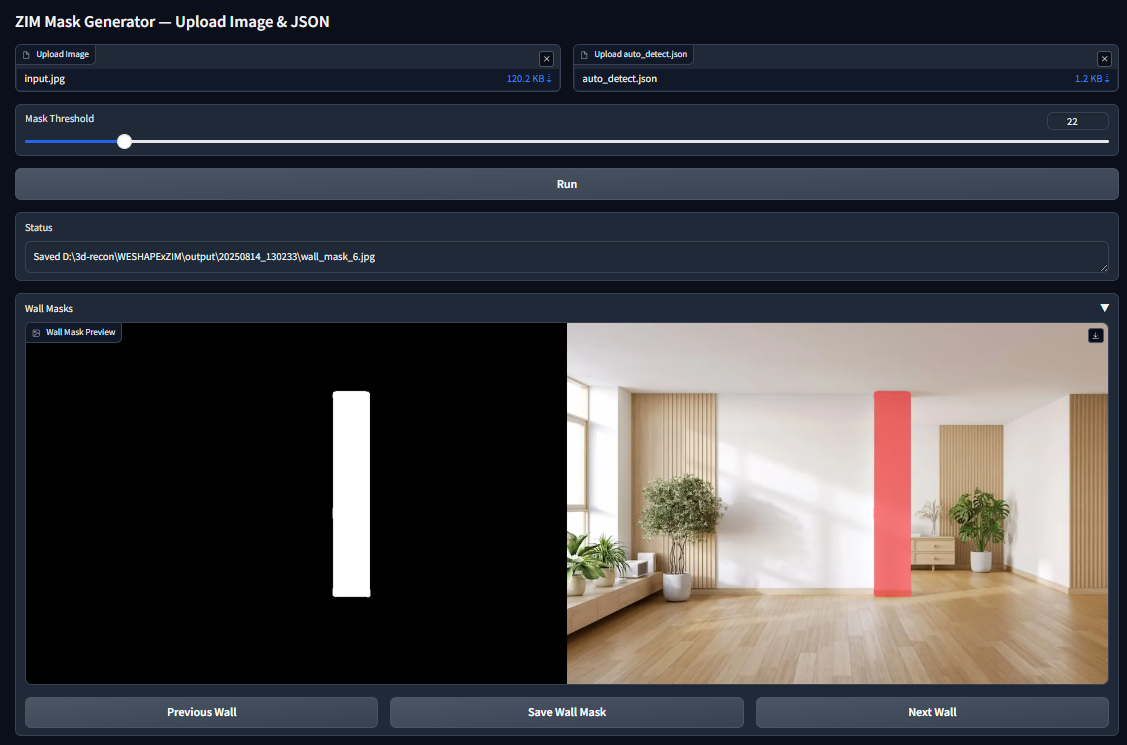 ZIM Mask Generator — Upload Image & JSON
Upload Image
input.jpg
120.2 KB↓
Upload auto_detect.json
auto_detect.json
1.2 KB↓
Mask Threshold
22
Run
Status
Saved D:\3d-recon\WESHAPExZIM\output\20250814_130233\wall_mask_6.jpg
Wall Masks
Wall Mask Preview
Previous Wall
Save Wall Mask
Next Wall